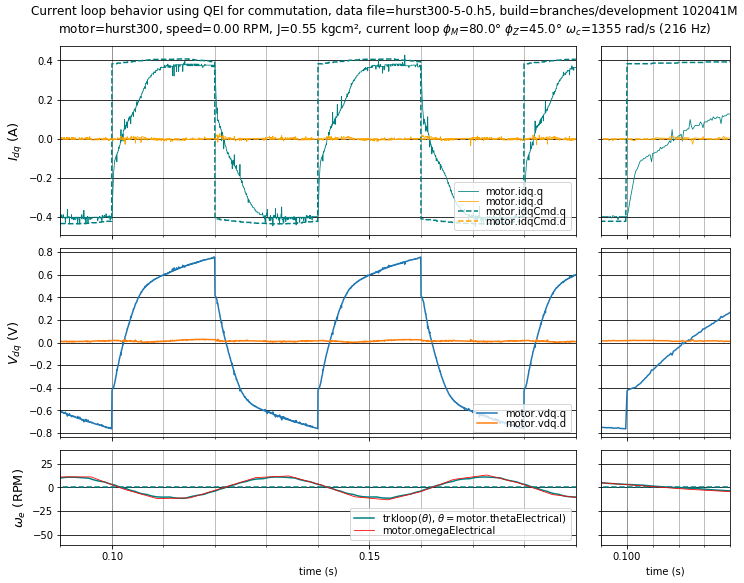 Current loop behavior using QEI for commutation, data file=hurst300-5-0.h5, build=branches/development 102041M
motor=hurst300, speed=0.00 RPM, J=0.55 kgcm², current loop ϕM=80.0° ϕZ=45.0° ωc=1355 rad/s (216 Hz)
Idq (A)
0.4
0.2
0.0
−0.2
−0.4
motor.idq.q
motor.idq.d
motor.idqCmd.q
motor.idqCmd.d
Vdq (V)
0.8
0.6
0.4
0.2
0.0
−0.2
−0.4
−0.6
−0.8
motor.vdq.q
motor.vdq.d
ωe (RPM)
25
0
−25
−50
trkloop(θ), θ = motor.thetaElectrical)
motor.omegaElectrical
0.10
0.15
0.100
time (s)
time (s)